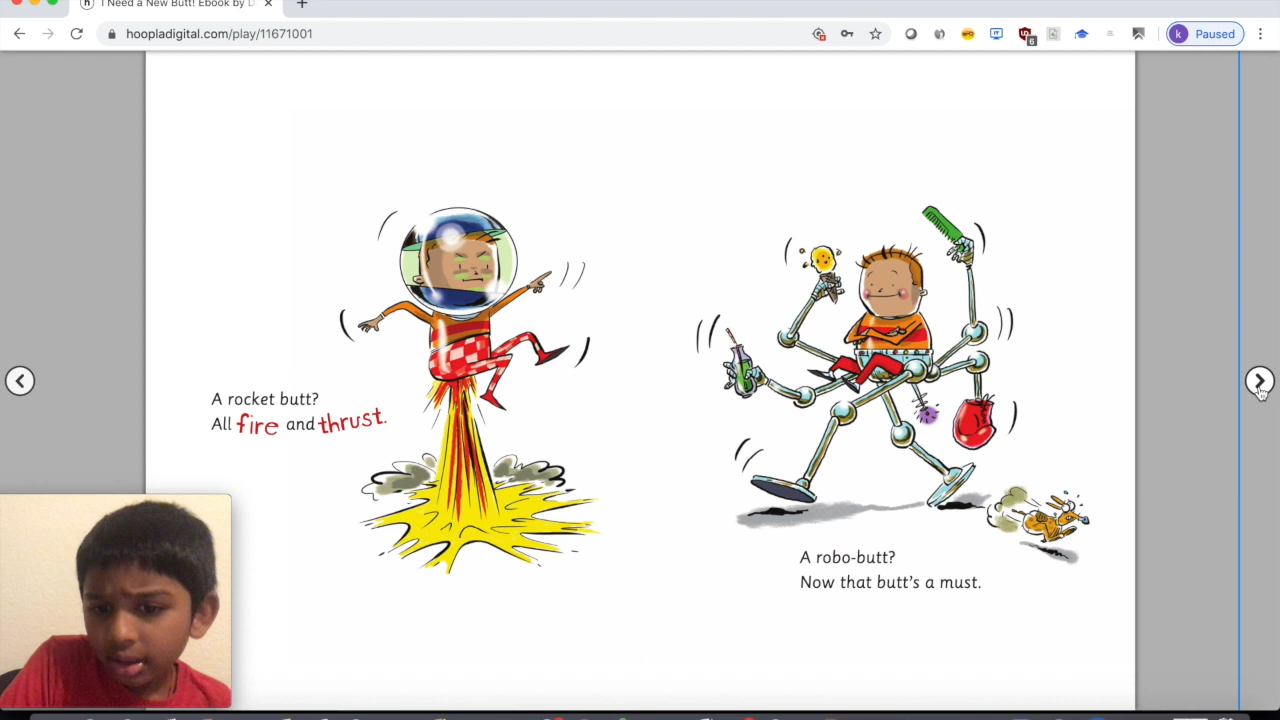 I Need a New Butt! Ebook by D
hoopladigital.com/play/11671001
6
k Paused
A rocket butt?
All fire and thrust.
A robo-butt?
Now that butt's a must.